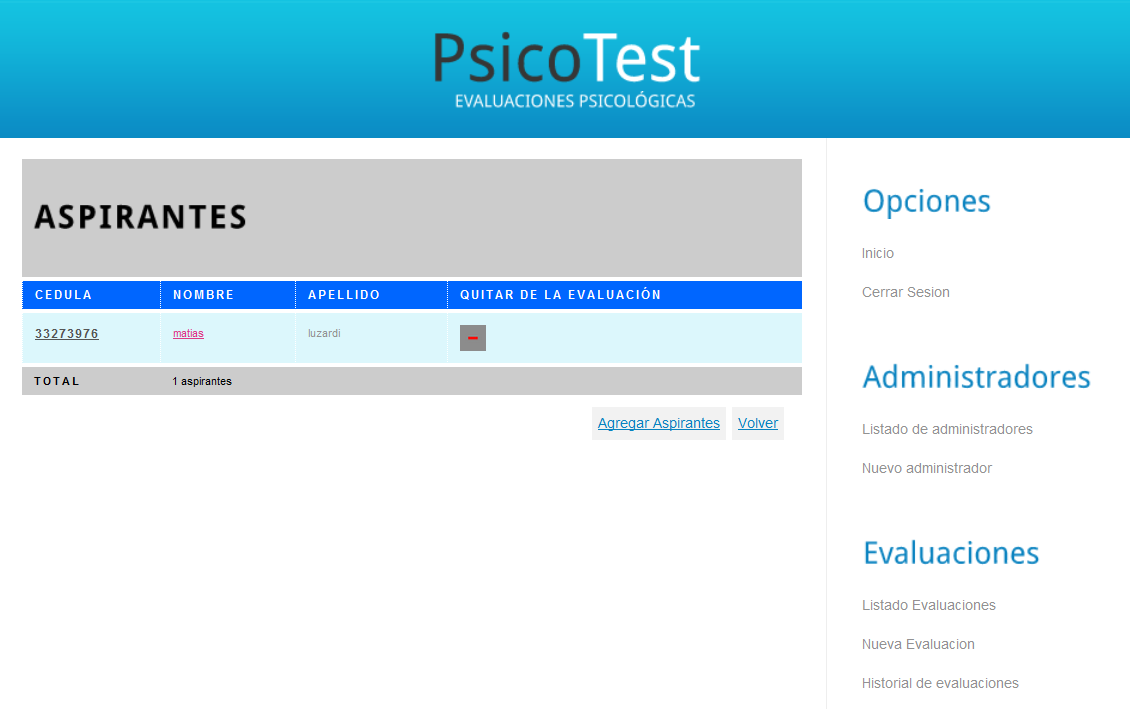 PsicoTest
EVALUACIONES PSICOLÓGICAS
ASPIRANTES
CEDULA NOMBRE APELLIDO QUITAR DE LA EVALUACIÓN
33273976 matias luzardi
TOTAL 1 aspirantes
Agregar Aspirantes Volver
Opciones
Inicio
Cerrar Sesion
Administradores
Listado de administradores
Nuevo administrador
Evaluaciones
Listado Evaluaciones
Nueva Evaluacion
Historial de evaluaciones